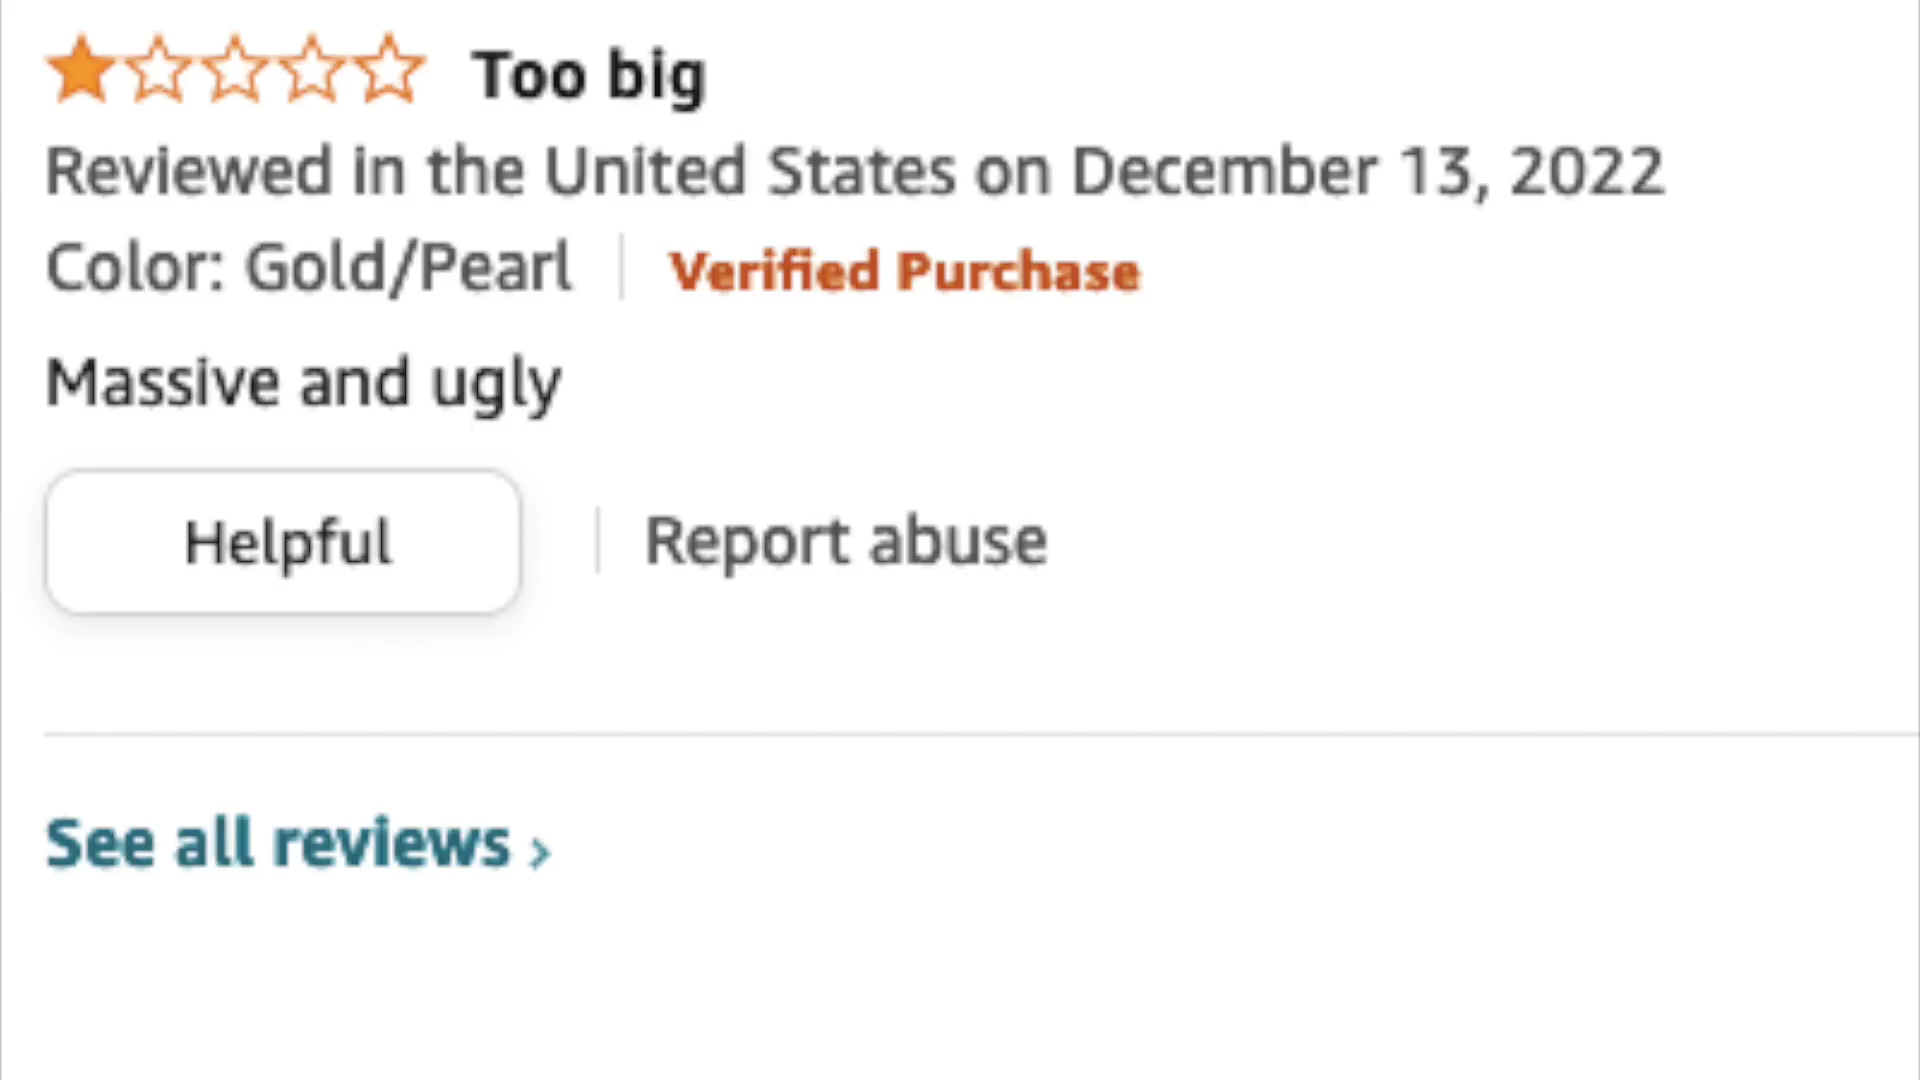 Too big
Reviewed in the United States on December 13, 2022
Color: Gold/Pearl | Verified Purchase
Massive and ugly
Helpful | Report abuse
See all reviews ›